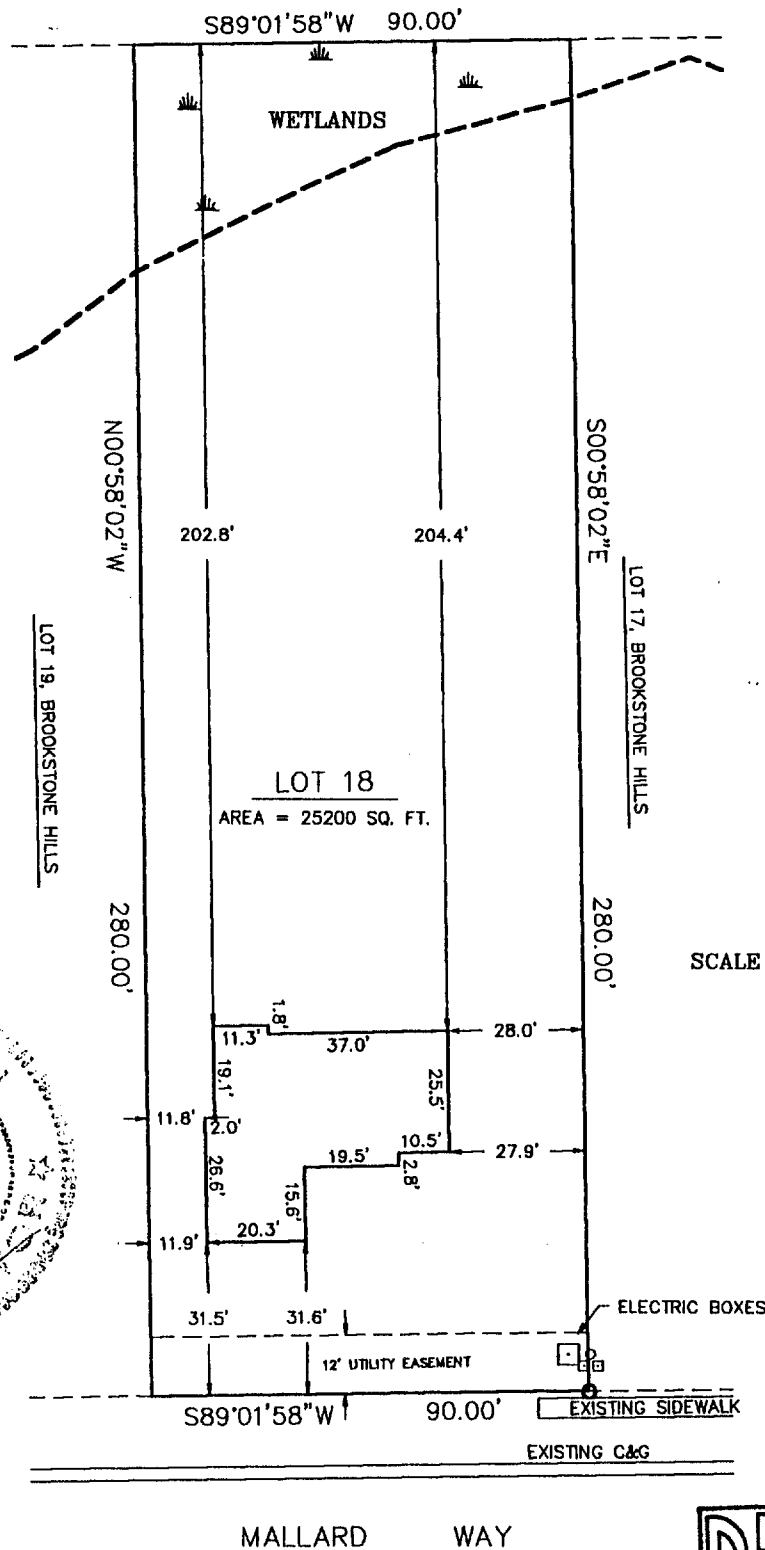 S89°01'58"W 90.00'
WETLANDS
N00°58'02"W
S00°58'02"E
202.8'
204.4'
LOT 17, BROOKSTONE HILLS
LOT 19, BROOKSTONE HILLS
LOT 18
AREA = 25200 SQ. FT.
280.00'
280.00'
SCALE
1.8'
11.3'
37.0'
28.0'
19.1'
25.5'
11.8'
2.0'
10.5'
19.5'
2.8'
27.9'
26.6'
15.6'
20.3'
11.9'
31.5'
31.6'
ELECTRIC BOXES
12' UTILITY EASEMENT
S89°01'58"W 90.00'
EXISTING SIDEWALK
EXISTING C&G
MALLARD WAY